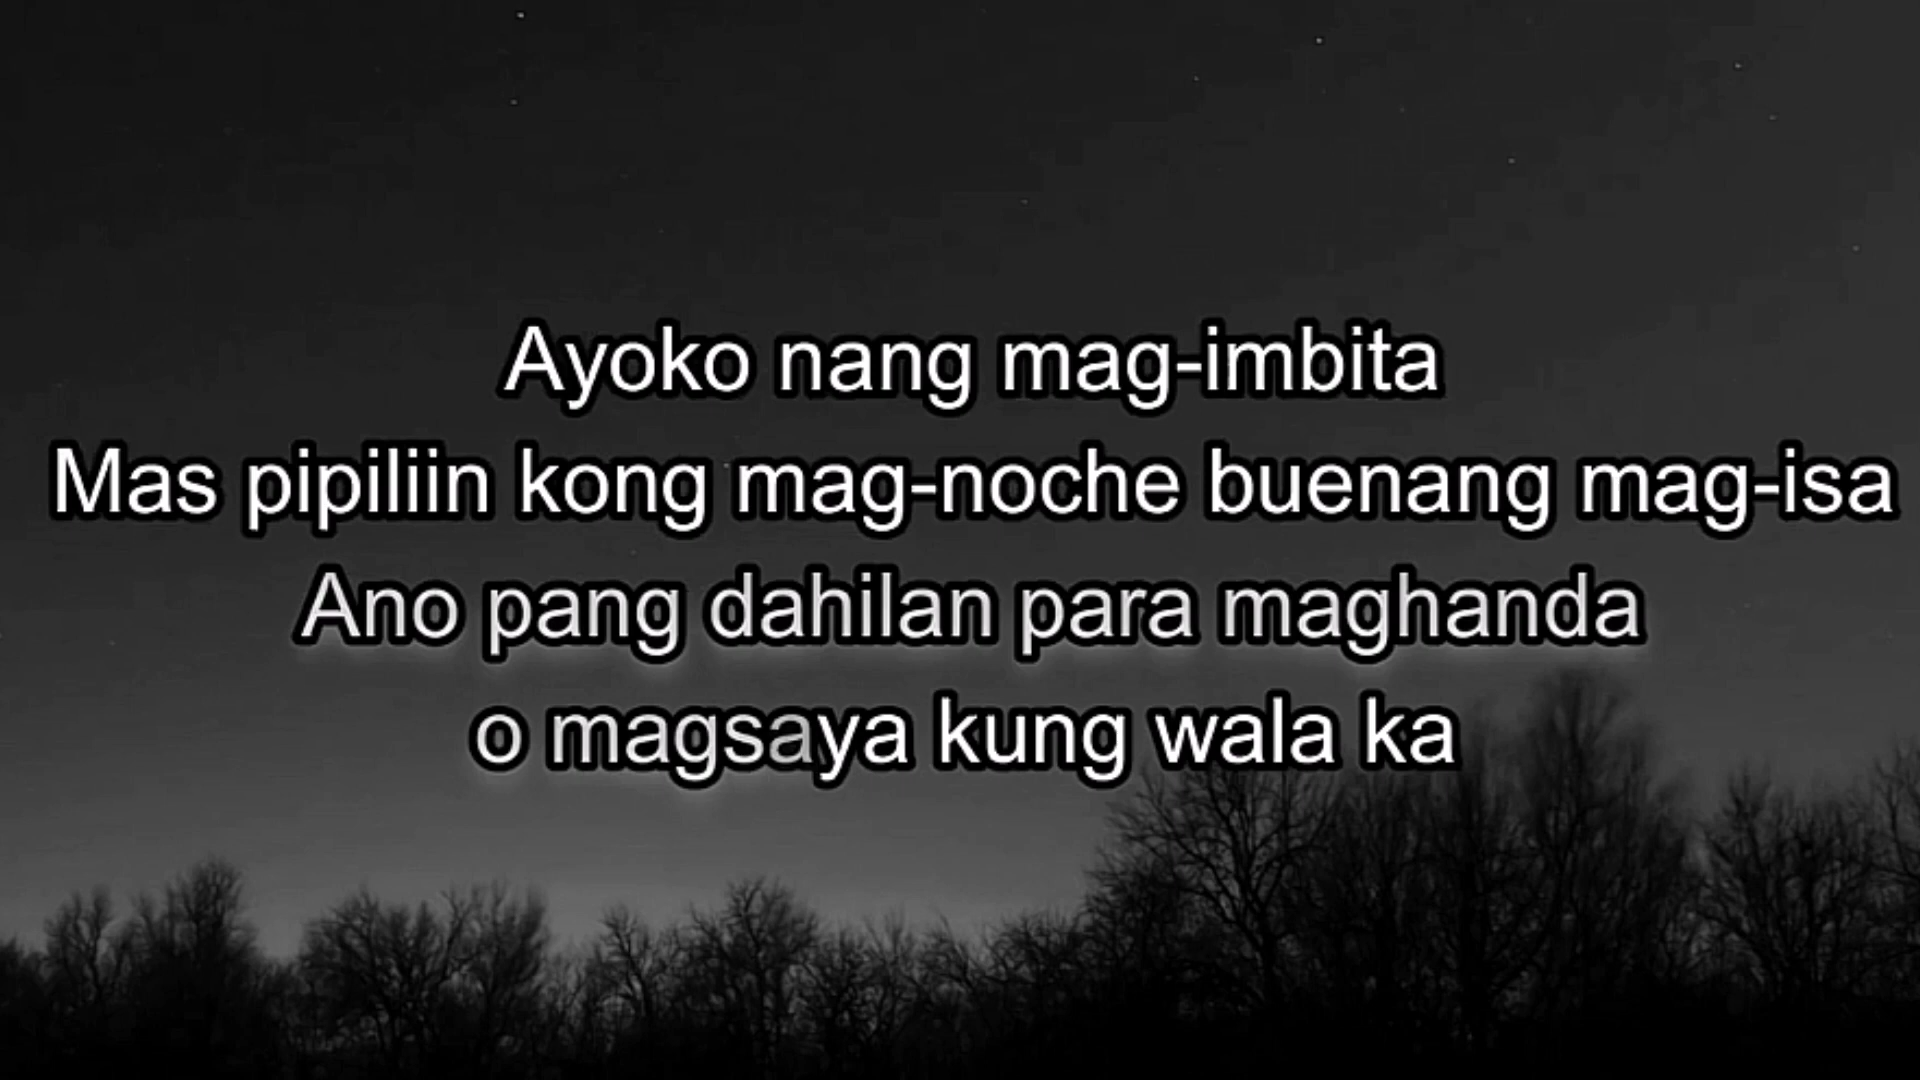 Ayoko nang mag-imbita
Mas pipiliin kong mag-noche buenang mag-isa
Ano pang dahilan para maghanda
o magsaya kung wala ka